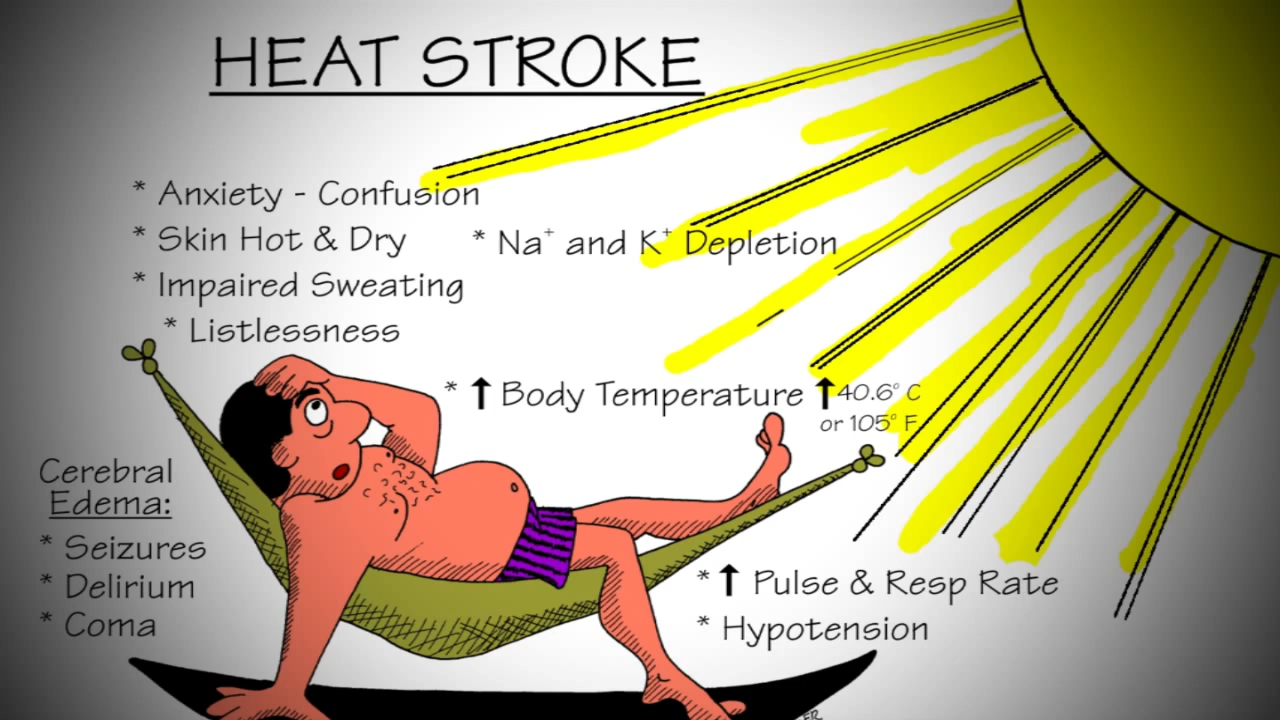 HEAT STROKE
* Anxiety - Confusion
* Skin Hot & Dry
* Na⁺ and K⁺ Depletion
* Impaired Sweating
* Listlessness
* ↑ Body Temperature ↑ 40.6° C
or 105° F
Cerebral
Edema:
* Seizures
* Delirium
* Coma
* ↑ Pulse & Resp Rate
* Hypotension